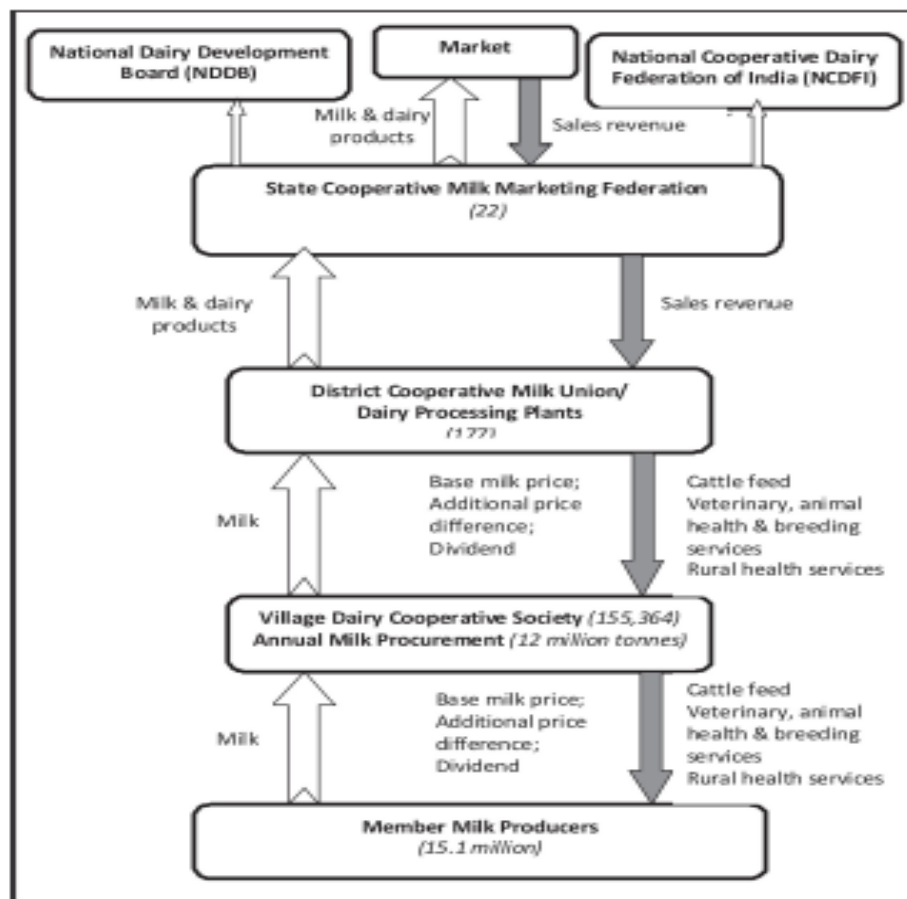 National Dairy Development
Board (NDDB)
Market
National Cooperative Dairy
Federation of India (NCDFI)
Milk & dairy
products
Sales revenue
State Cooperative Milk Marketing Federation
(22)
Milk & dairy
products
Sales revenue
District Cooperative Milk Union/
Dairy Processing Plants
(177)
Milk
Base milk price;
Additional price
difference;
Dividend
Cattle feed
Veterinary, animal
health & breeding
services
Rural health services
Village Dairy Cooperative Society (155,364)
Annual Milk Procurement (12 million tonnes)
Milk
Base milk price;
Additional price
difference;
Dividend
Cattle feed
Veterinary, animal
health & breeding
services
Rural health services
Member Milk Producers
(15.1 million)